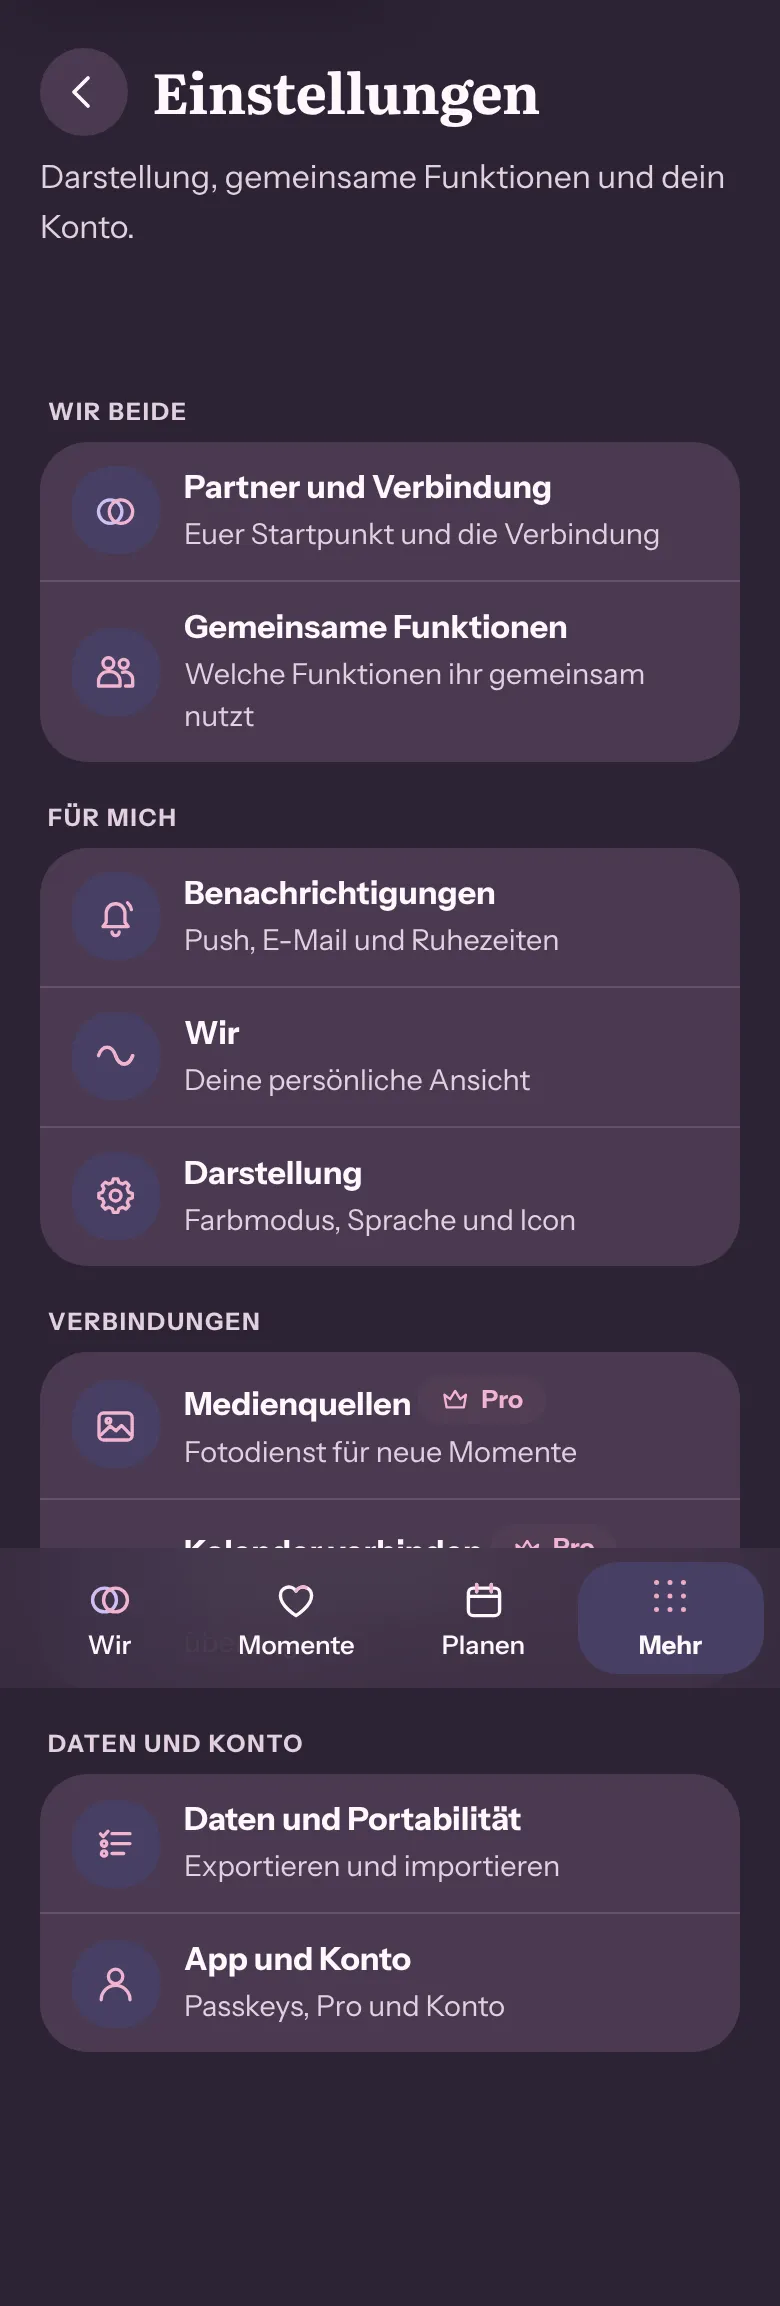 Einstellungen
Darstellung, gemeinsame Funktionen und dein
Konto.
WIR BEIDE
Partner und Verbindung
Euer Startpunkt und die Verbindung
Gemeinsame Funktionen
Welche Funktionen ihr gemeinsam
nutzt
FÜR MICH
Benachrichtigungen
Push, E-Mail und Ruhezeiten
Wir
Deine persönliche Ansicht
Darstellung
Farbmodus, Sprache und Icon
VERBINDUNGEN
Medienquellen Pro
Fotodienst für neue Momente
Kalender verbinden Pro
Wir Momente Planen Mehr
DATEN UND KONTO
Daten und Portabilität
Exportieren und importieren
App und Konto
Passkeys, Pro und Konto